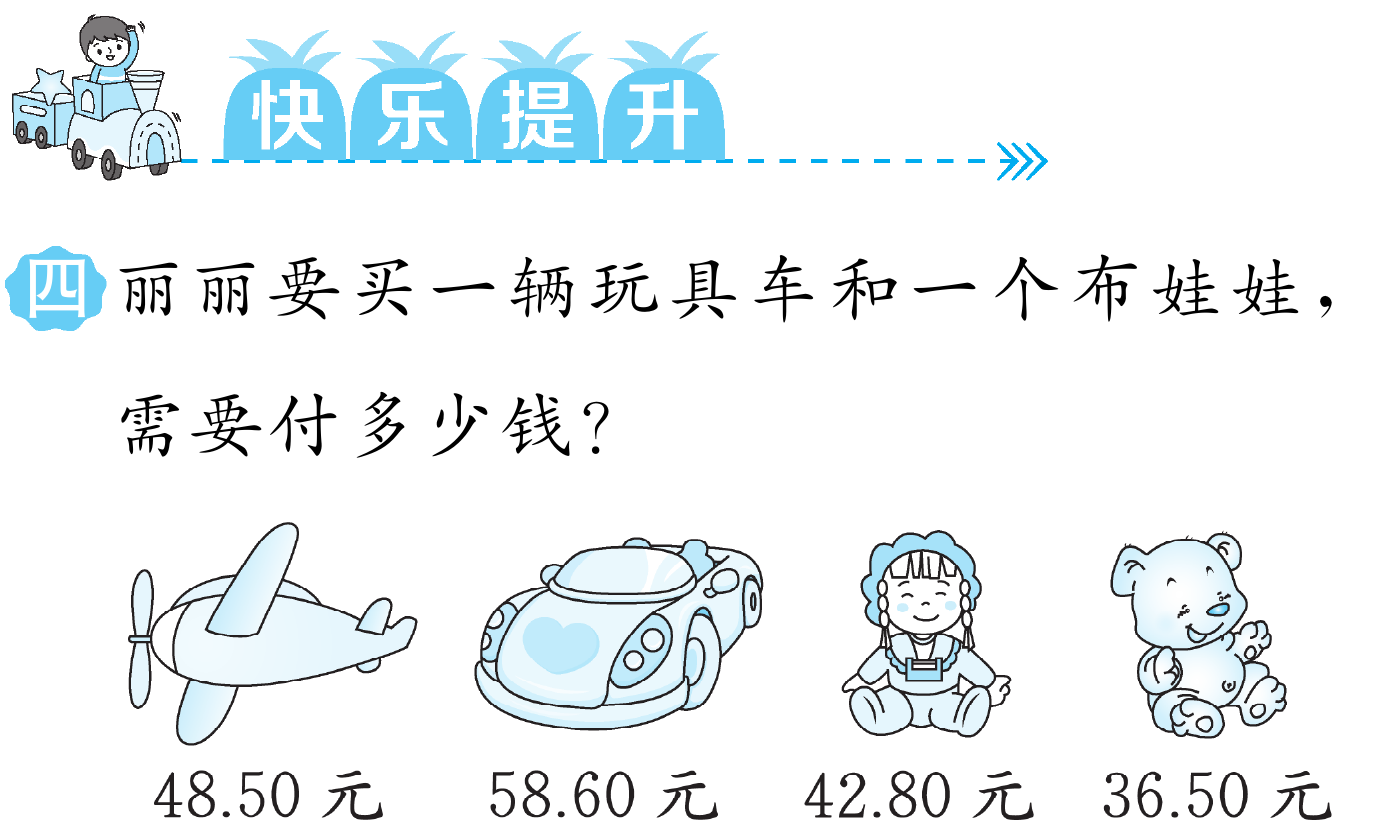 快乐提升
四 丽丽要买一辆玩具车和一个布娃娃，
需要付多少钱？
48.50 元 58.60 元 42.80 元 36.50 元